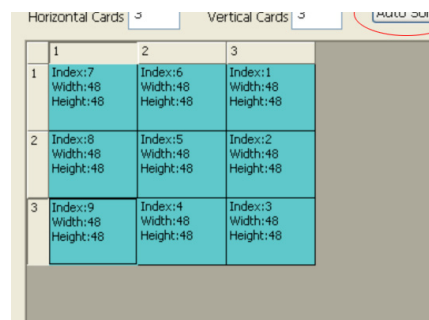 Horizontal Cards 3 Vertical Cards 3 Auto Sor
1 2 3
1 Index:7 Index:6 Index:1
Width:48 Width:48 Width:48
Height:48 Height:48 Height:48
2 Index:8 Index:5 Index:2
Width:48 Width:48 Width:48
Height:48 Height:48 Height:48
3 Index:9 Index:4 Index:3
Width:48 Width:48 Width:48
Height:48 Height:48 Height:48